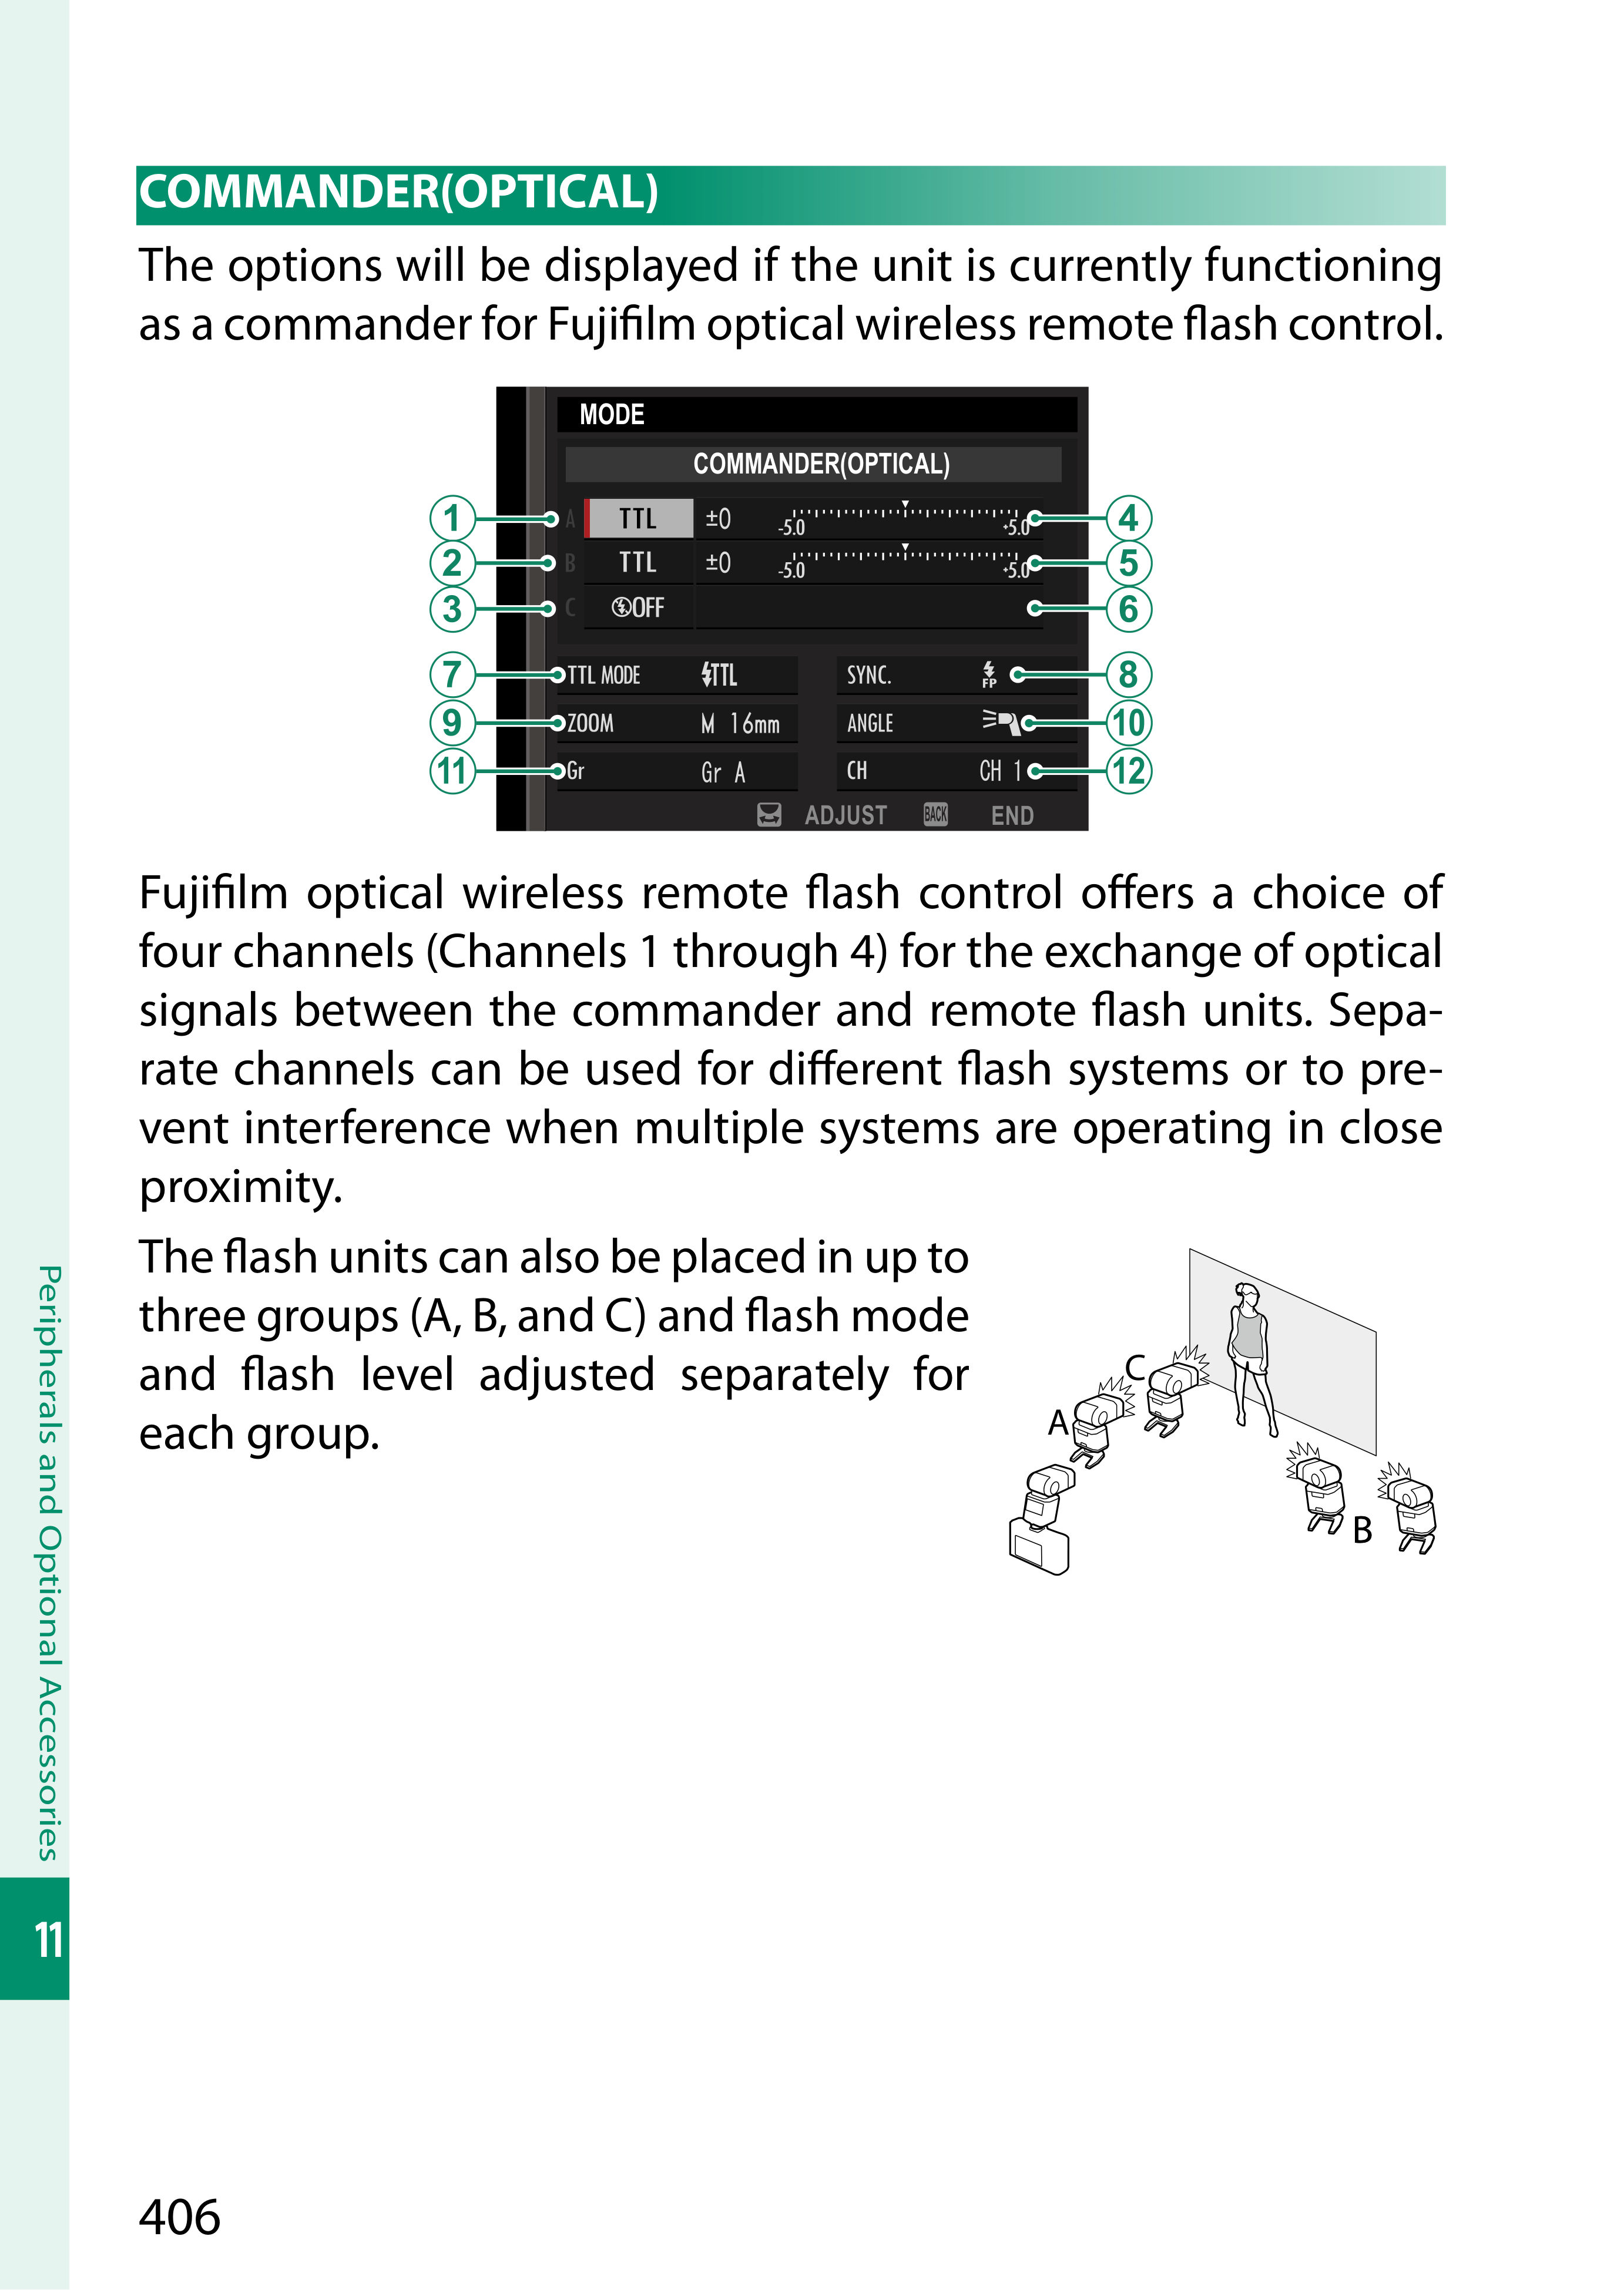 COMMANDER(OPTICAL)
The options will be displayed if the unit is currently functioning
as a commander for Fujifilm optical wireless remote flash control.
MODE
COMMANDER(OPTICAL)
1 A TTL ±0 -5.0 +5.0 4
2 B TTL ±0 -5.0 +5.0 5
3 C OFF 6
7 TTL MODE TTL SYNC. FP 8
9 ZOOM M 16mm ANGLE 10
11 Gr Gr A CH CH 1 12
ADJUST BACK END
Fujifilm optical wireless remote flash control offers a choice of
four channels (Channels 1 through 4) for the exchange of optical
signals between the commander and remote flash units. Sepa-
rate channels can be used for different flash systems or to pre-
vent interference when multiple systems are operating in close
proximity.
The flash units can also be placed in up to
three groups (A, B, and C) and flash mode
and flash level adjusted separately for
each group.
C
A
B
Peripherals and Optional Accessories
11
406